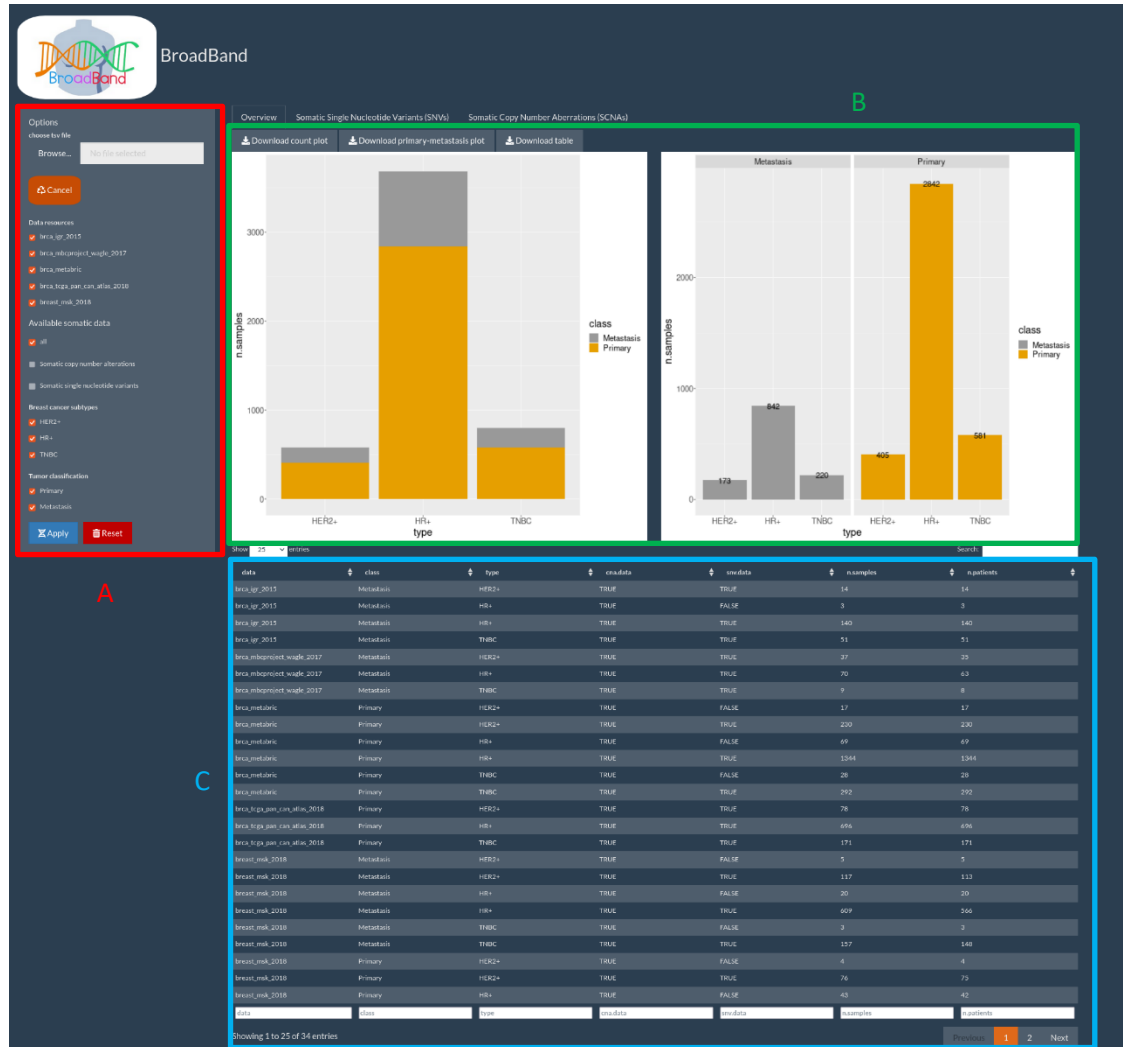 BroadBand
BroadBand
A
B
C
Options
choose tsv file
Browse... No file selected
Cancel
Data resources
brca_igr_2015
brca_mbcproject_wagle_2017
brca_metabric
brca_tcga_pan_can_atlas_2018
breast_msk_2018
Available somatic data
all
Somatic copy number alterations
Somatic single nucleotide variants
Breast cancer subtypes
HER2+
HR+
TNBC
Tumor classification
Primary
Metastasis
Apply Reset
Overview Somatic Single Nucleotide Variants (SNVs) Somatic Copy Number Aberrations (SCNAs)
Download count plot Download primary-metastasis plot Download table
n.samples
3000
2000
1000
0
HER2+ HR+ TNBC
type
class
Metastasis
Primary
Metastasis Primary
n.samples
2000
1000
0
173 842 220 405 2842 581
HER2+ HR+ TNBC HER2+ HR+ TNBC
type
class
Metastasis
Primary
Show 25 entries Search:
data class type cna.data snv.data n.samples n.patients
brca_igr_2015 Metastasis HER2+ TRUE TRUE 14 14
brca_igr_2015 Metastasis HR+ TRUE FALSE 3 3
brca_igr_2015 Metastasis HR+ TRUE TRUE 140 140
brca_igr_2015 Metastasis TNBC TRUE TRUE 51 51
brca_mbcproject_wagle_2017 Metastasis HER2+ TRUE TRUE 37 35
brca_mbcproject_wagle_2017 Metastasis HR+ TRUE TRUE 70 63
brca_mbcproject_wagle_2017 Metastasis TNBC TRUE TRUE 9 8
brca_metabric Primary HER2+ TRUE FALSE 17 17
brca_metabric Primary HER2+ TRUE TRUE 230 230
brca_metabric Primary HR+ TRUE FALSE 69 69
brca_metabric Primary HR+ TRUE TRUE 1344 1344
brca_metabric Primary TNBC TRUE FALSE 28 28
brca_metabric Primary TNBC TRUE TRUE 292 292
brca_tcga_pan_can_atlas_2018 Primary HER2+ TRUE TRUE 78 78
brca_tcga_pan_can_atlas_2018 Primary HR+ TRUE TRUE 696 696
brca_tcga_pan_can_atlas_2018 Primary TNBC TRUE TRUE 171 171
breast_msk_2018 Metastasis HER2+ TRUE FALSE 5 5
breast_msk_2018 Metastasis HER2+ TRUE TRUE 117 113
breast_msk_2018 Metastasis HR+ TRUE FALSE 20 20
breast_msk_2018 Metastasis HR+ TRUE TRUE 609 566
breast_msk_2018 Metastasis TNBC TRUE FALSE 3 3
breast_msk_2018 Metastasis TNBC TRUE TRUE 157 148
breast_msk_2018 Primary HER2+ TRUE FALSE 4 4
breast_msk_2018 Primary HER2+ TRUE TRUE 76 75
breast_msk_2018 Primary HR+ TRUE FALSE 43 42
data class type cna.data snv.data n.samples n.patients
Showing 1 to 25 of 34 entries Previous 1 2 Next